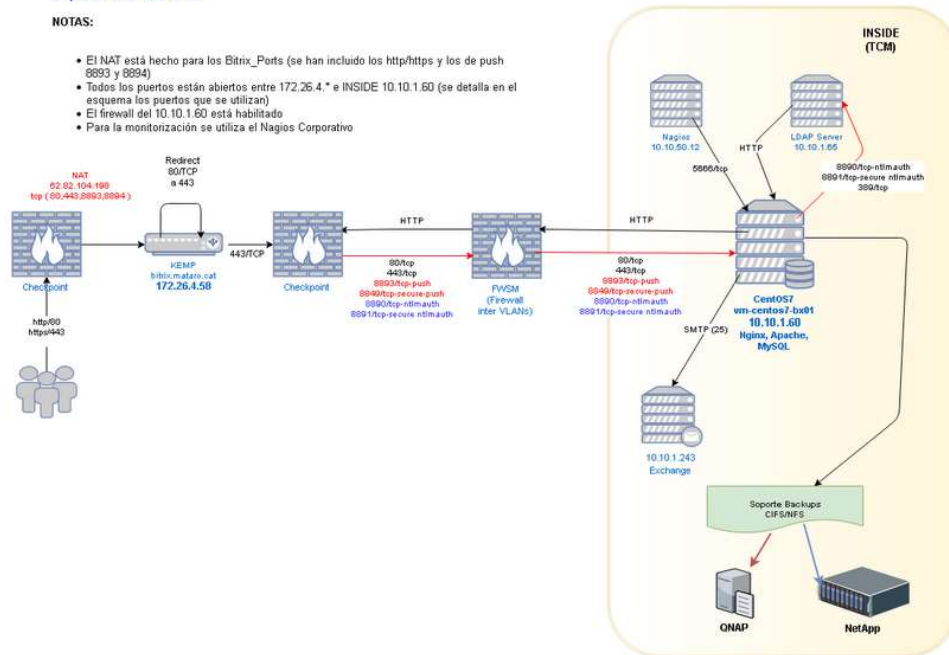 NOTAS:
• El NAT está hecho para los Bitrix_Ports (se han incluido los http/https y los de push
8893 y 8894)
• Todos los puertos están abiertos entre 172.26.4.* e INSIDE 10.10.1.60 (se detalla en el
esquema los puertos que se utilizan)
• El firewall del 10.10.1.60 está habilitado
• Para la monitorización se utiliza el Nagios Corporativo
INSIDE
(TCM)
Nagios
10.10.50.12
LDAP Server
10.10.1.65
HTTP
5666/tcp
8890/tcp-ntlmauth
8891/tcp-secure ntlmauth
389/tcp
Redirect
80/TCP
a 443
NAT
62.82.104.190
tcp ( 80,443,8893,8894 )
Checkpoint
KEMP
bitrix.mataro.cat
172.26.4.58
443/TCP
Checkpoint
HTTP
80/tcp
443/tcp
8893/tcp-push
8849/tcp-secure-push
8890/tcp-ntlmauth
8891/tcp-secure ntlmauth
FWSM
(Firewall
inter VLANs)
HTTP
80/tcp
443/tcp
8893/tcp-push
8849/tcp-secure-push
8890/tcp-ntlmauth
8891/tcp-secure ntlmauth
CentOS7
vm-centos7-bx01
10.10.1.60
Nginx, Apache,
MySQL
http/80
https/443
SMTP (25)
10.10.1.243
Exchange
Soporte Backups
CIFS/NFS
QNAP
NetApp